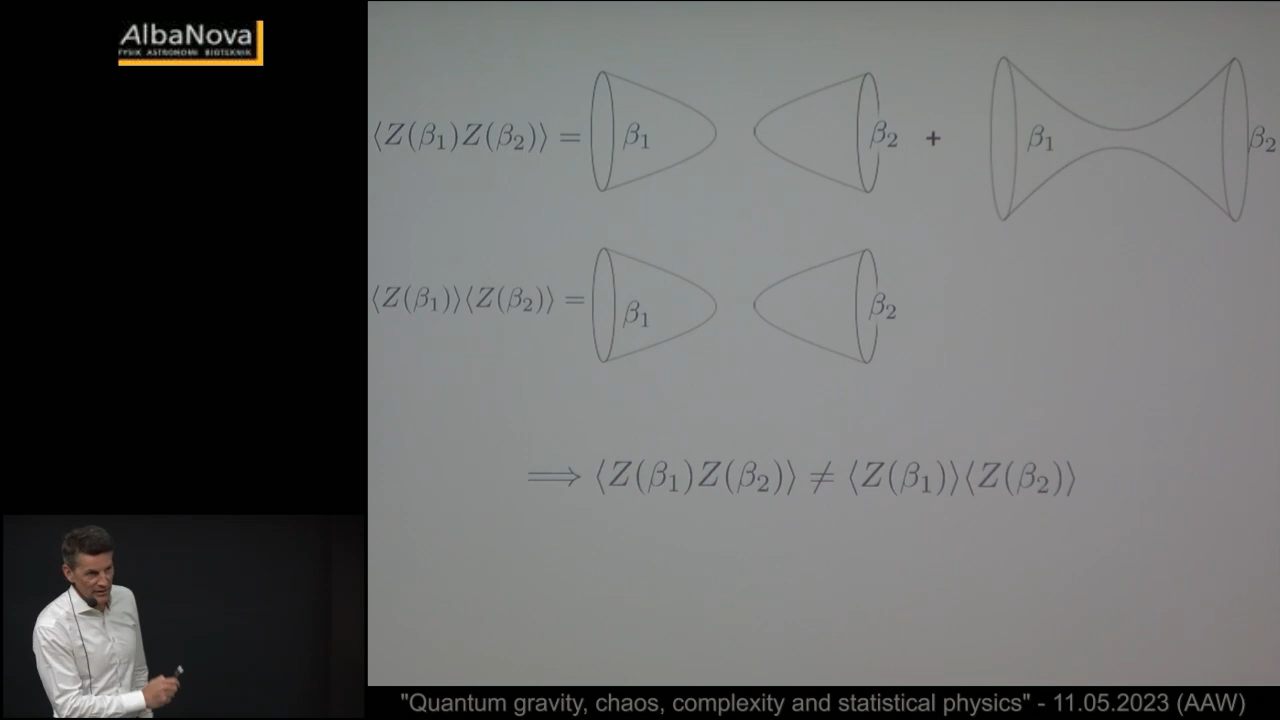 AlbaNova
FYSIK ASTRONOMI BIOTEKNIK
⟨Z(β₁)Z(β₂)⟩ = β₁ β₂ + β₁ β₂
⟨Z(β₁)⟩⟨Z(β₂)⟩ = β₁ β₂
⟹ ⟨Z(β₁)Z(β₂)⟩ ≠ ⟨Z(β₁)⟩⟨Z(β₂)⟩
"Quantum gravity, chaos, complexity and statistical physics" - 11.05.2023 (AAW)